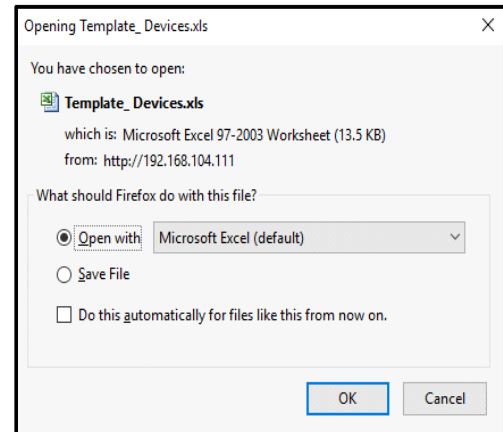 Opening Template_ Devices.xls
You have chosen to open:
Template_ Devices.xls
which is: Microsoft Excel 97-2003 Worksheet (13.5 KB)
from: http://192.168.104.111
What should Firefox do with this file?
Open with Microsoft Excel (default)
Save File
Do this automatically for files like this from now on.
OK Cancel